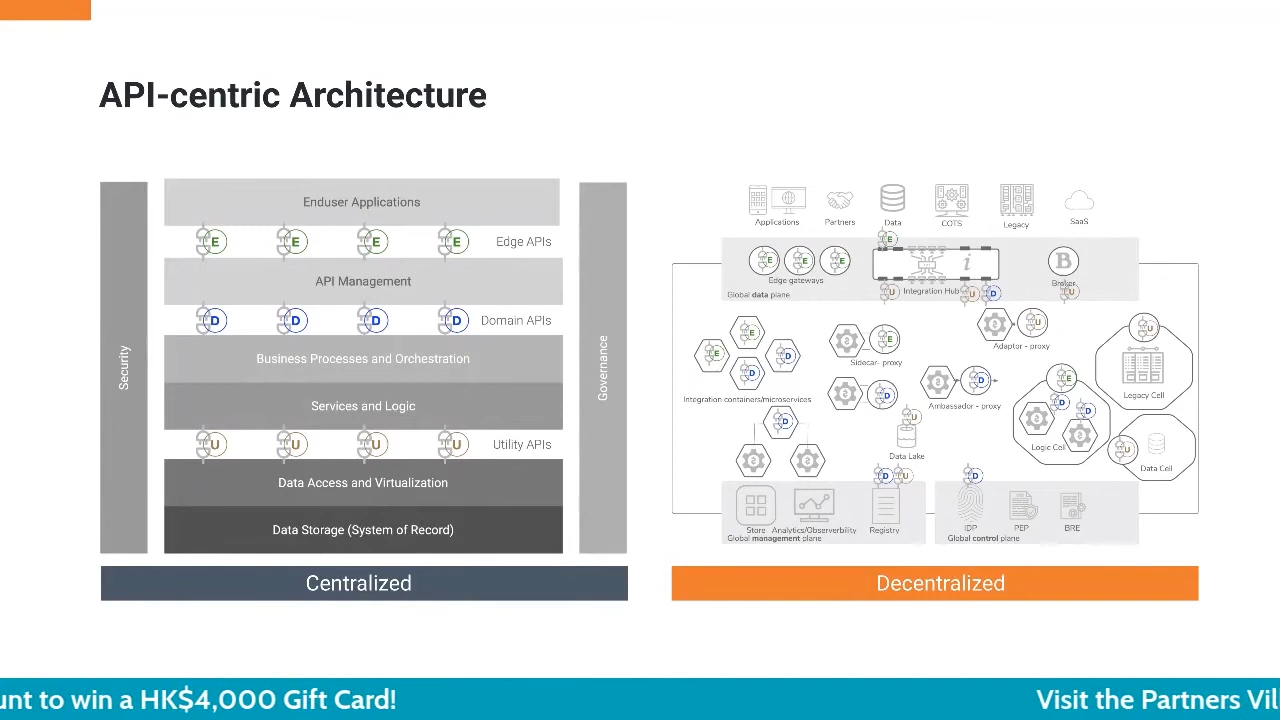 API-centric Architecture
Security
Enduser Applications
E E E E Edge APIs
API Management
D D D D Domain APIs
Business Processes and Orchestration
Services and Logic
U U U U Utility APIs
Data Access and Virtualization
Data Storage (System of Record)
Governance
Centralized
Applications Partners Data COTS Legacy SaaS
E
E E E i B
Edge gateways Integration Hub Broker
Global data plane
U U D U
E E D D
Integration containers/microservices
E
Sidecar- proxy
D
U
Adaptor - proxy
D
Ambassador - proxy
U
Legacy Cell
E D D
Logic Cell
U
Data Cell
D
U
Data Lake
D U D
Store Analytics/Observerbility Registry
Global management plane
IDP PEP BRE
Global control plane
Decentralized
unt to win a HK$4,000 Gift Card!
Visit the Partners Vil